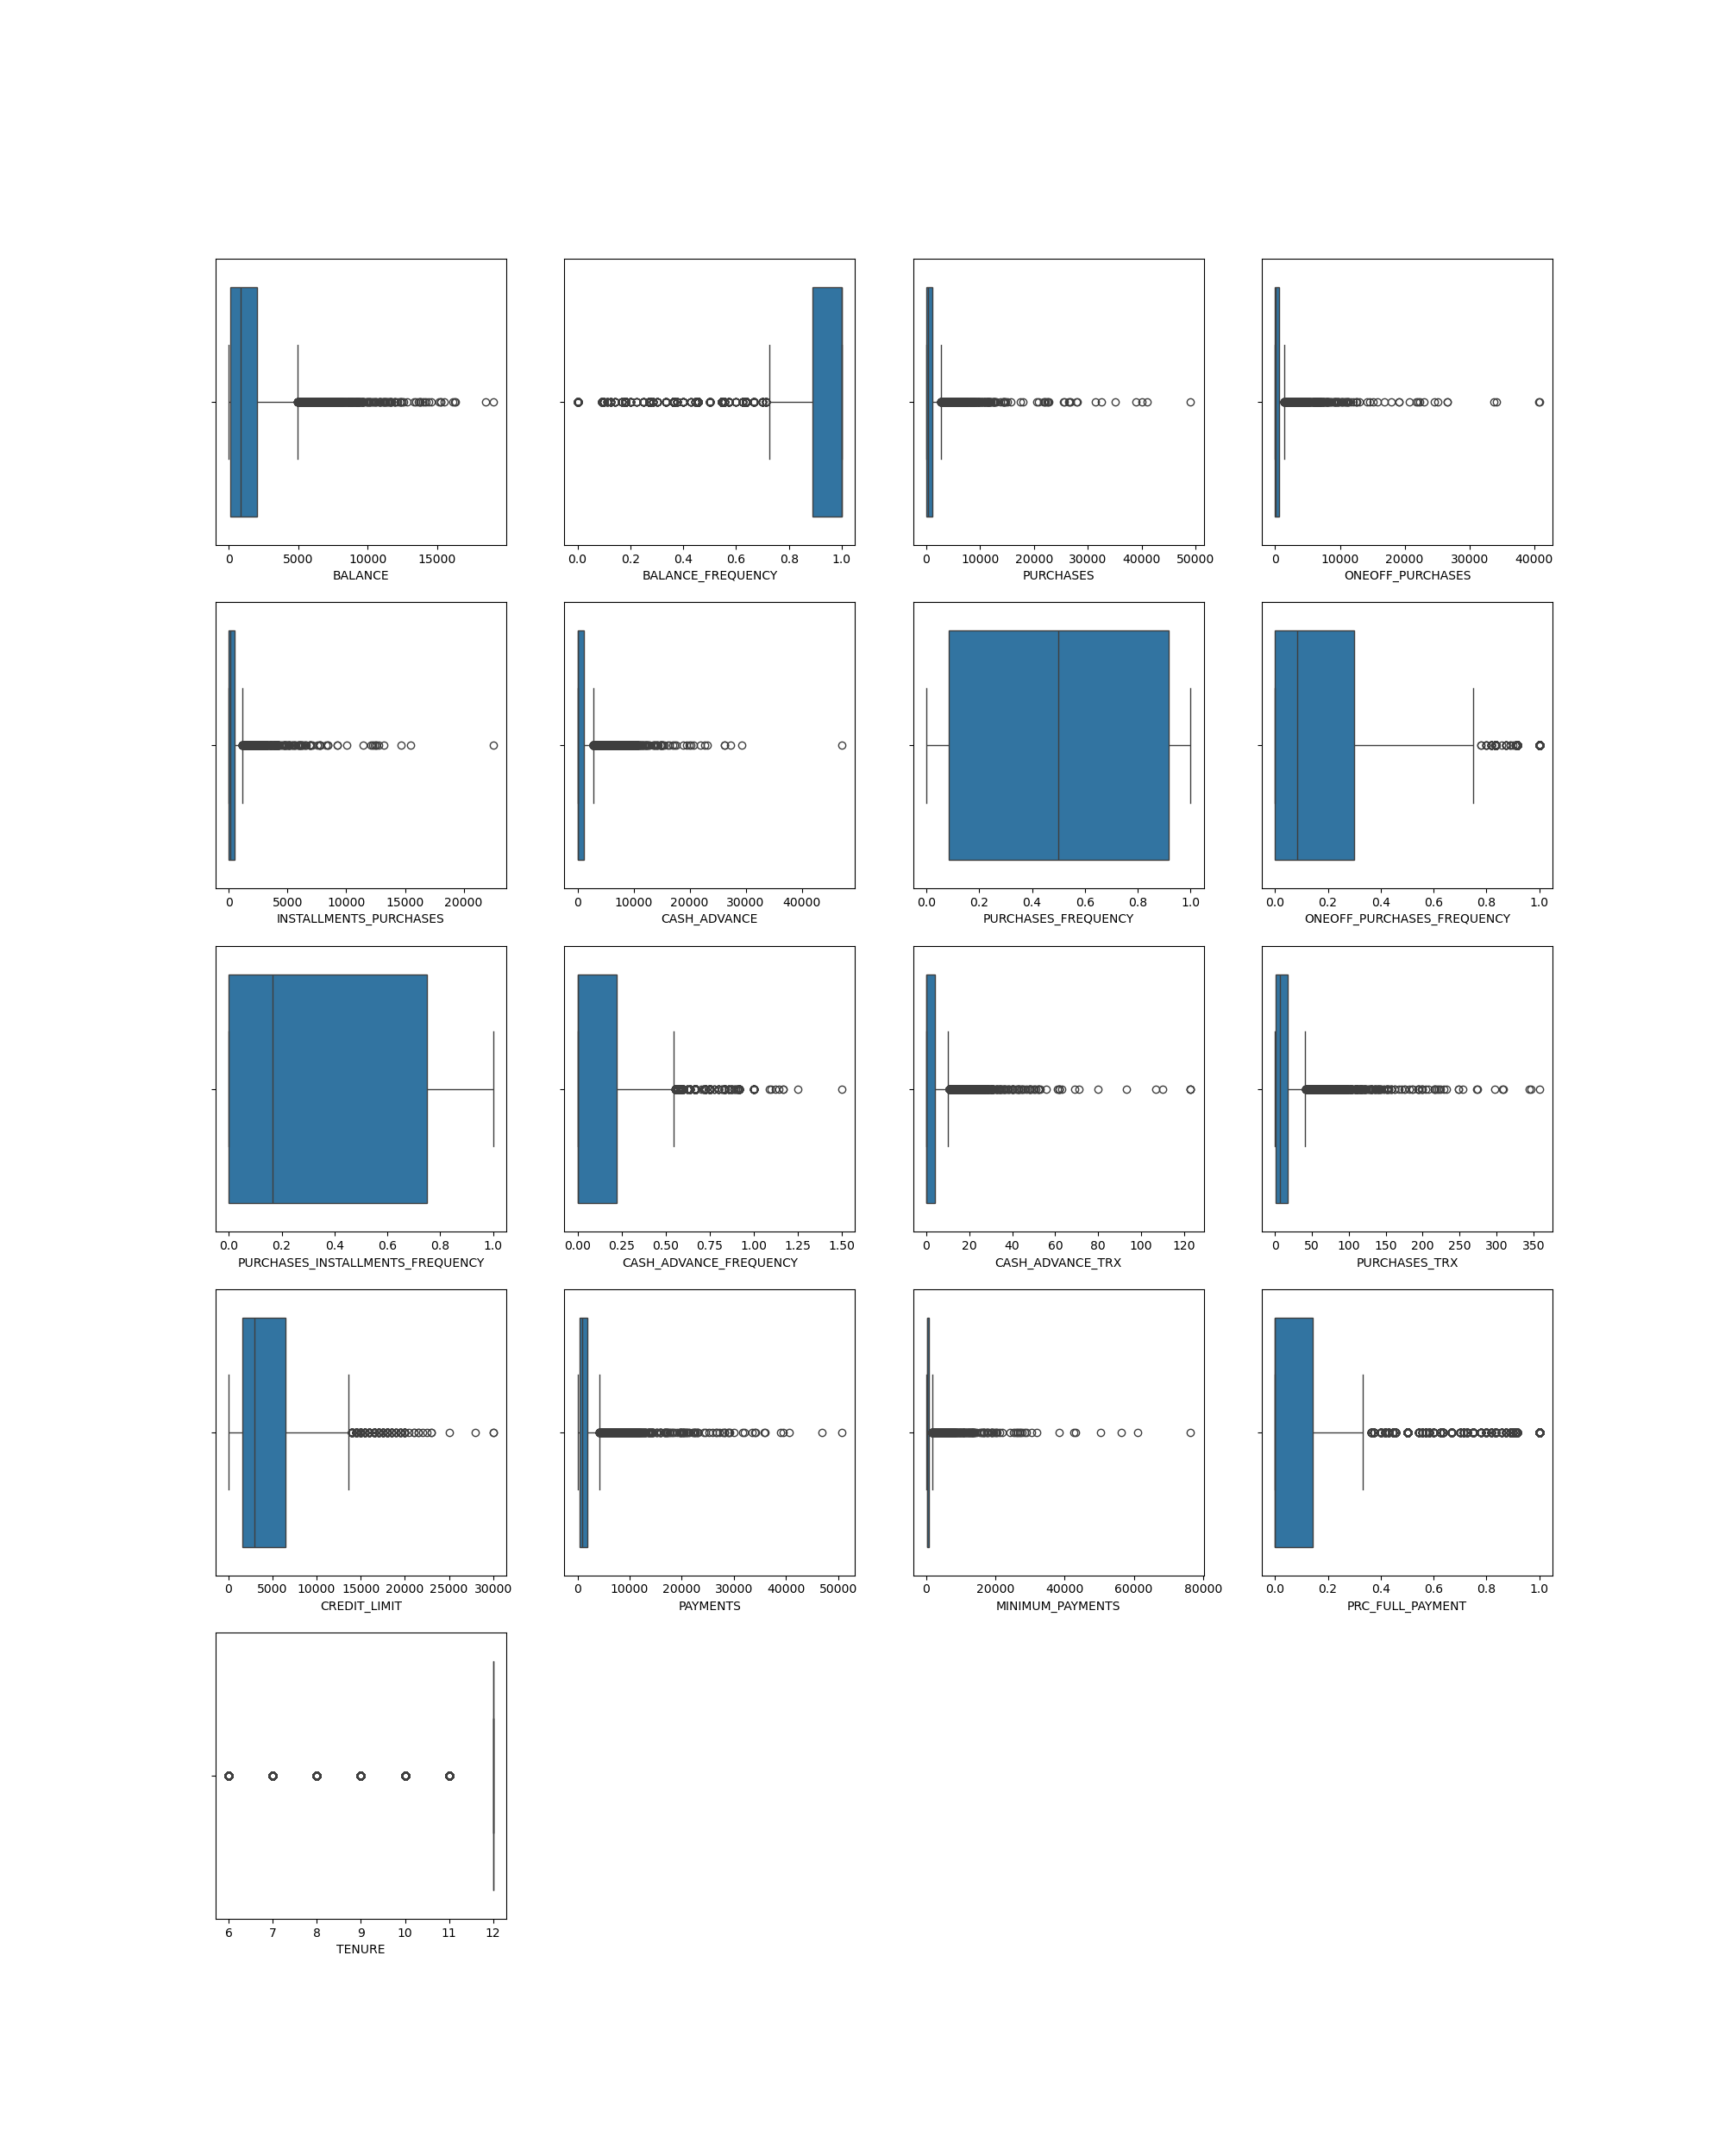 0 5000 10000 15000
BALANCE
0.0 0.2 0.4 0.6 0.8 1.0
BALANCE_FREQUENCY
0 10000 20000 30000 40000 50000
PURCHASES
0 10000 20000 30000 40000
ONEOFF_PURCHASES
0 5000 10000 15000 20000
INSTALLMENTS_PURCHASES
0 10000 20000 30000 40000
CASH_ADVANCE
0.0 0.2 0.4 0.6 0.8 1.0
PURCHASES_FREQUENCY
0.0 0.2 0.4 0.6 0.8 1.0
ONEOFF_PURCHASES_FREQUENCY
0.0 0.2 0.4 0.6 0.8 1.0
PURCHASES_INSTALLMENTS_FREQUENCY
0.00 0.25 0.50 0.75 1.00 1.25 1.50
CASH_ADVANCE_FREQUENCY
0 20 40 60 80 100 120
CASH_ADVANCE_TRX
0 50 100 150 200 250 300 350
PURCHASES_TRX
0 5000 10000 15000 20000 25000 30000
CREDIT_LIMIT
0 10000 20000 30000 40000 50000
PAYMENTS
0 20000 40000 60000 80000
MINIMUM_PAYMENTS
0.0 0.2 0.4 0.6 0.8 1.0
PRC_FULL_PAYMENT
6 7 8 9 10 11 12
TENURE